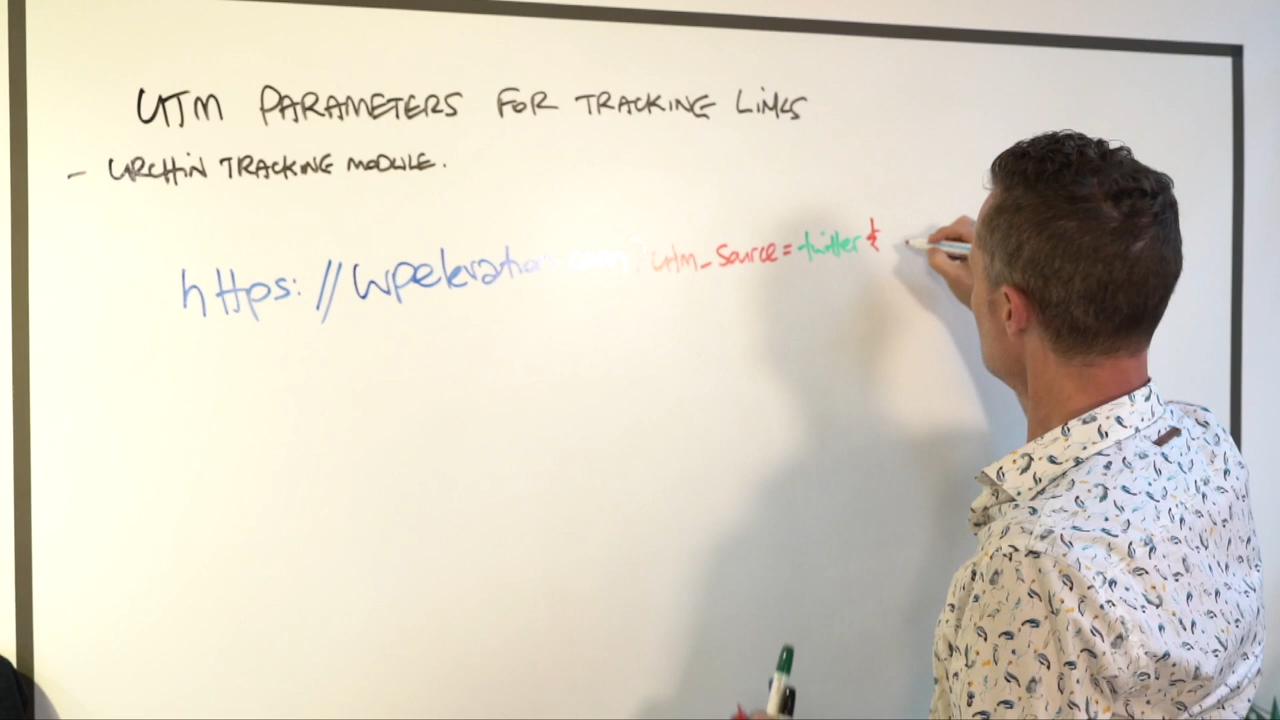 UTM PARAMETERS FOR TRACKING LINKS
- URCHIN TRACKING MODULE.
https://wpelevation.com?utm_source=twitter&